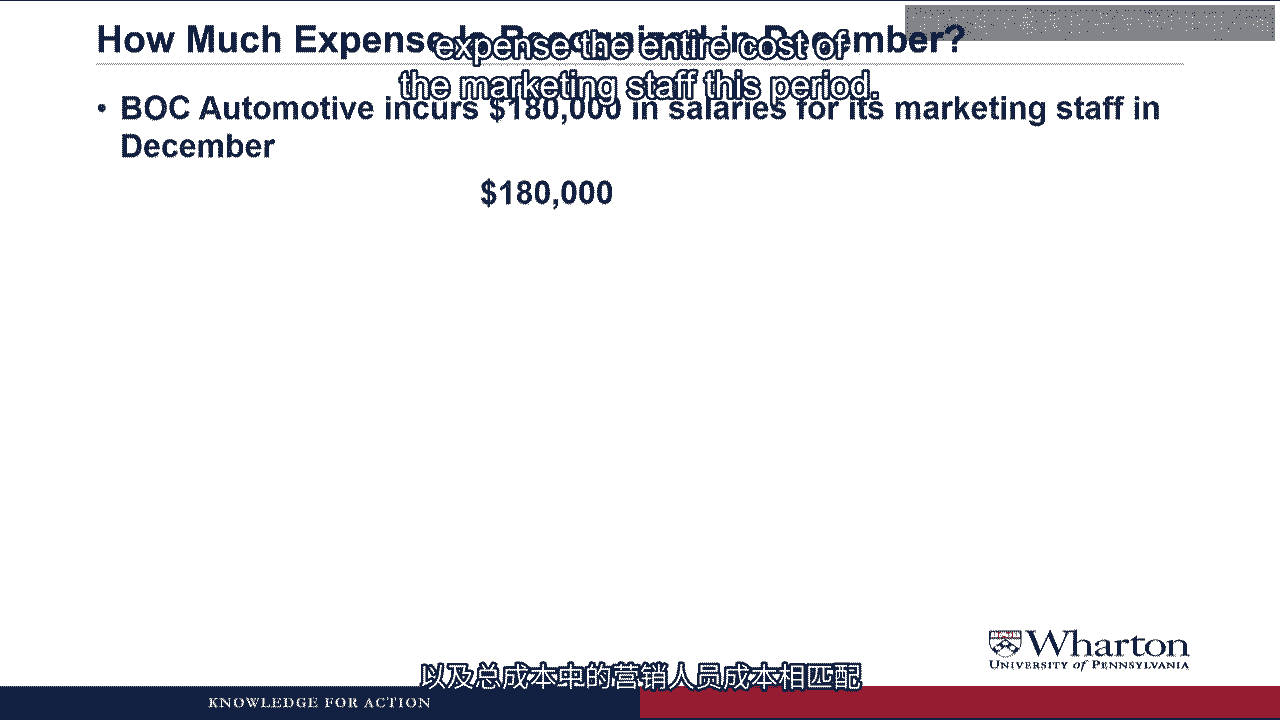 How Much Expense Is Recognized in December?
expense the entire cost of
the marketing staff this period.
• BOC Automotive incurs $180,000 in salaries for its marketing staff in
December
$180,000
Wharton
UNIVERSITY of PENNSYLVANIA
以及总成本中的营销人员成本相匹配
KNOWLEDGE FOR ACTION